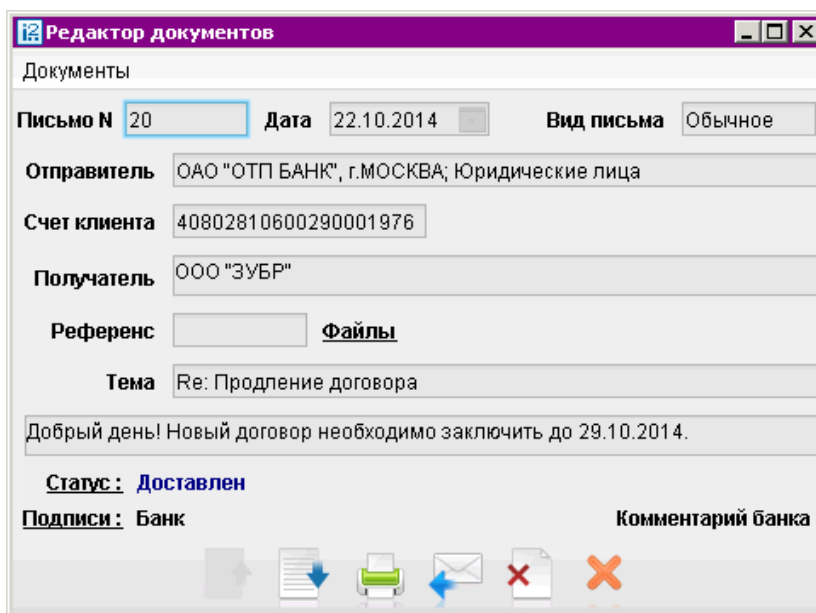 Редактор документов
Документы
Письмо N 20 Дата 22.10.2014 Вид письма Обычное
Отправитель ОАО "ОТП БАНК", г.МОСКВА; Юридические лица
Счет клиента 40802810600290001976
Получатель ООО "ЗУБР"
Референс Файлы
Тема Re: Продление договора
Добрый день! Новый договор необходимо заключить до 29.10.2014.
Статус : Доставлен
Подписи : Банк Комментарий банка